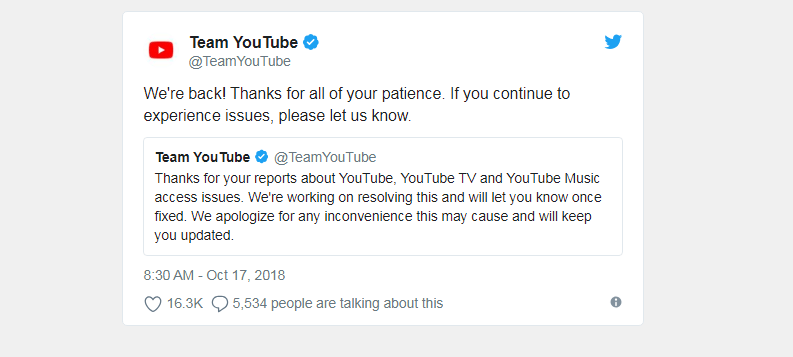 Team YouTube
@TeamYouTube
We're back! Thanks for all of your patience. If you continue to
experience issues, please let us know.
Team YouTube @TeamYouTube
Thanks for your reports about YouTube, YouTube TV and YouTube Music
access issues. We're working on resolving this and will let you know once
fixed. We apologize for any inconvenience this may cause and will keep
you updated.
8:30 AM - Oct 17, 2018
16.3K 5,534 people are talking about this